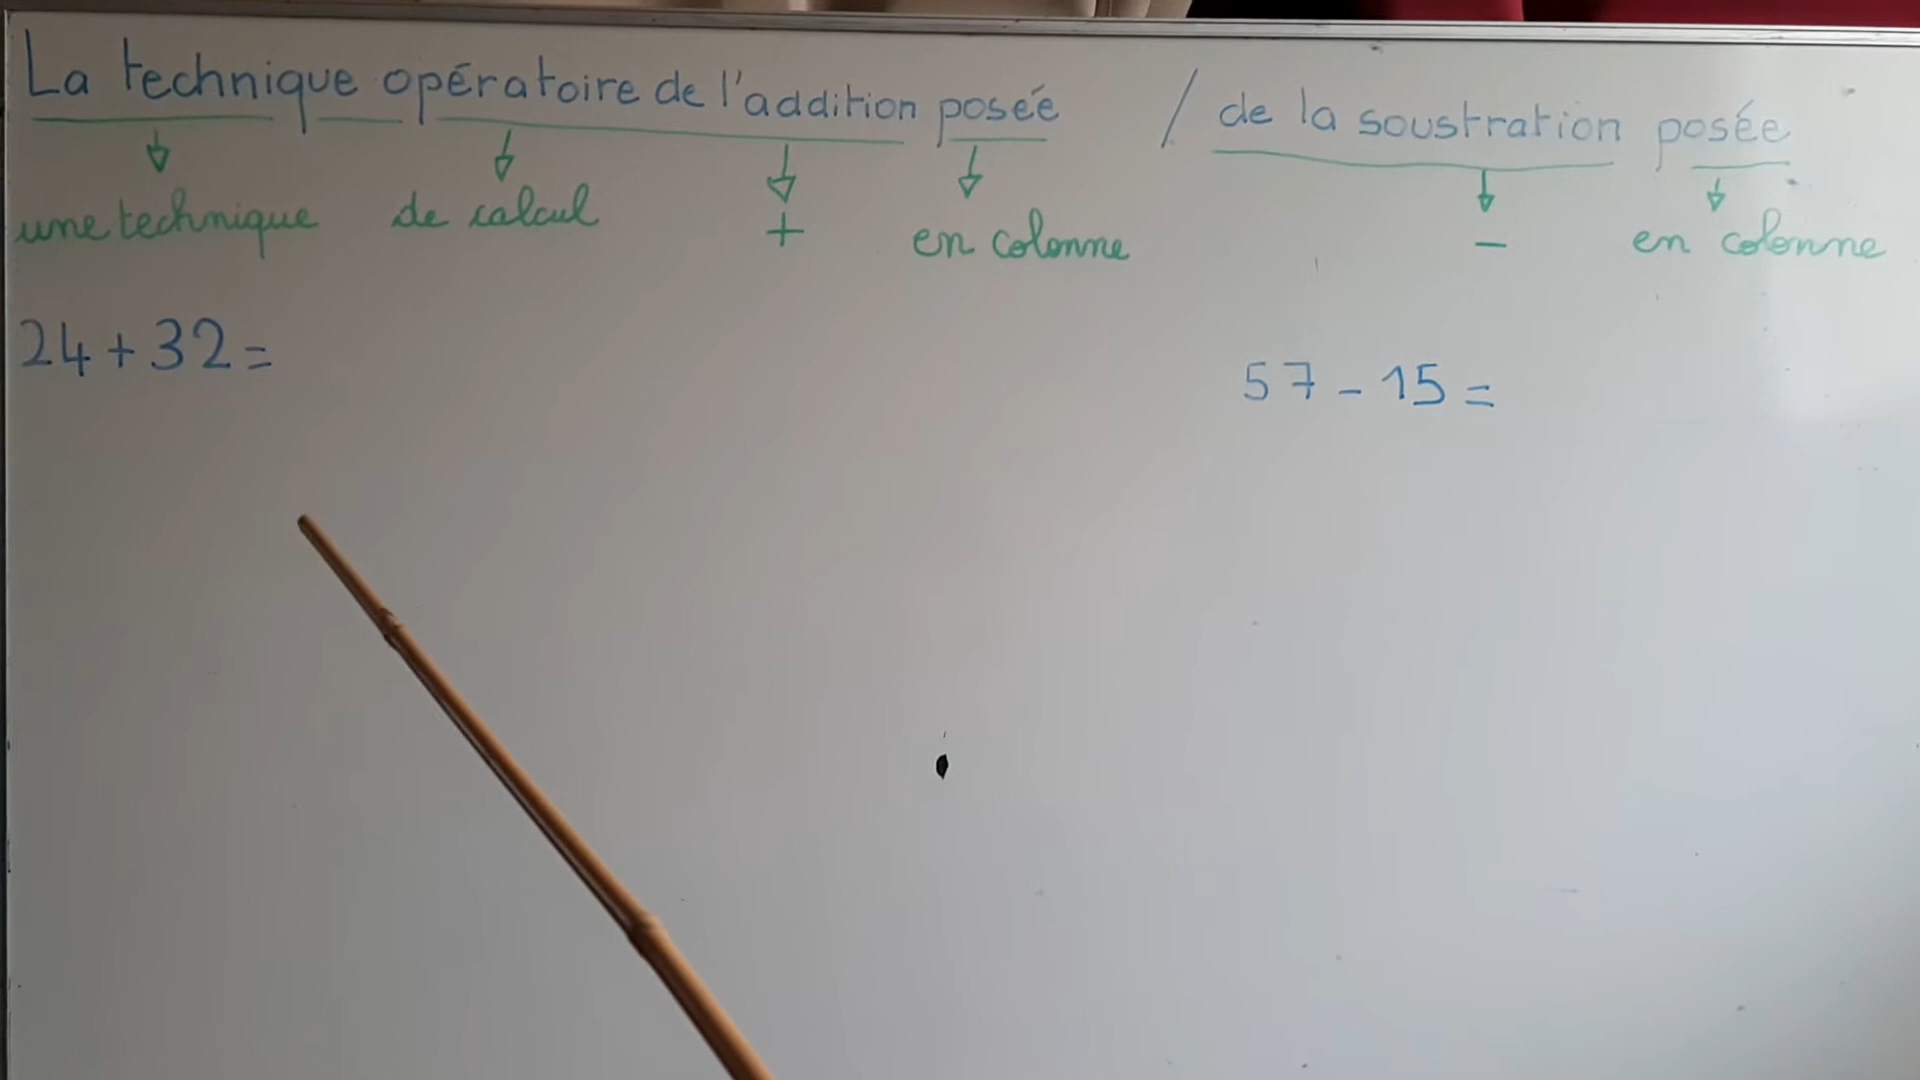 La technique opératoire de l'addition posée / de la soustration posée
une technique de calcul + en colonne - en colonne
24+32=
57-15=